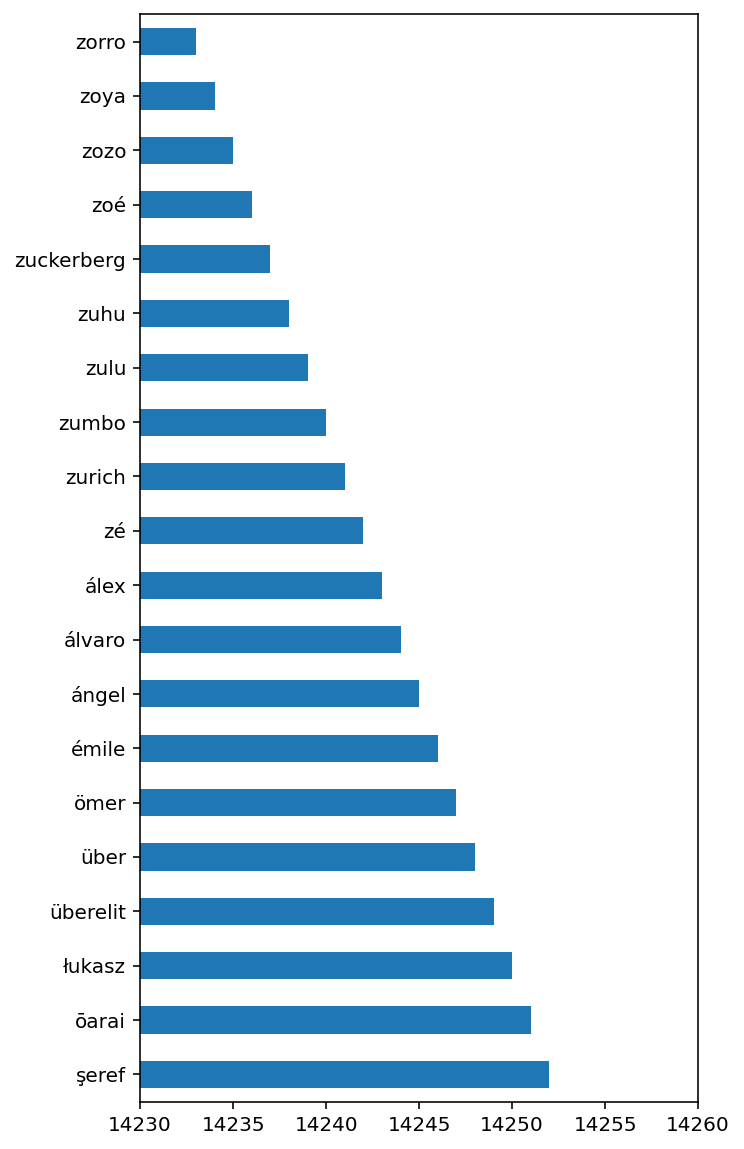 zorro
zoya
zozo
zoé
zuckerberg
zuhu
zulu
zumbo
zurich
zé
álex
álvaro
ángel
émile
ömer
über
überelit
łukasz
ōarai
şeref
14230 14235 14240 14245 14250 14255 14260